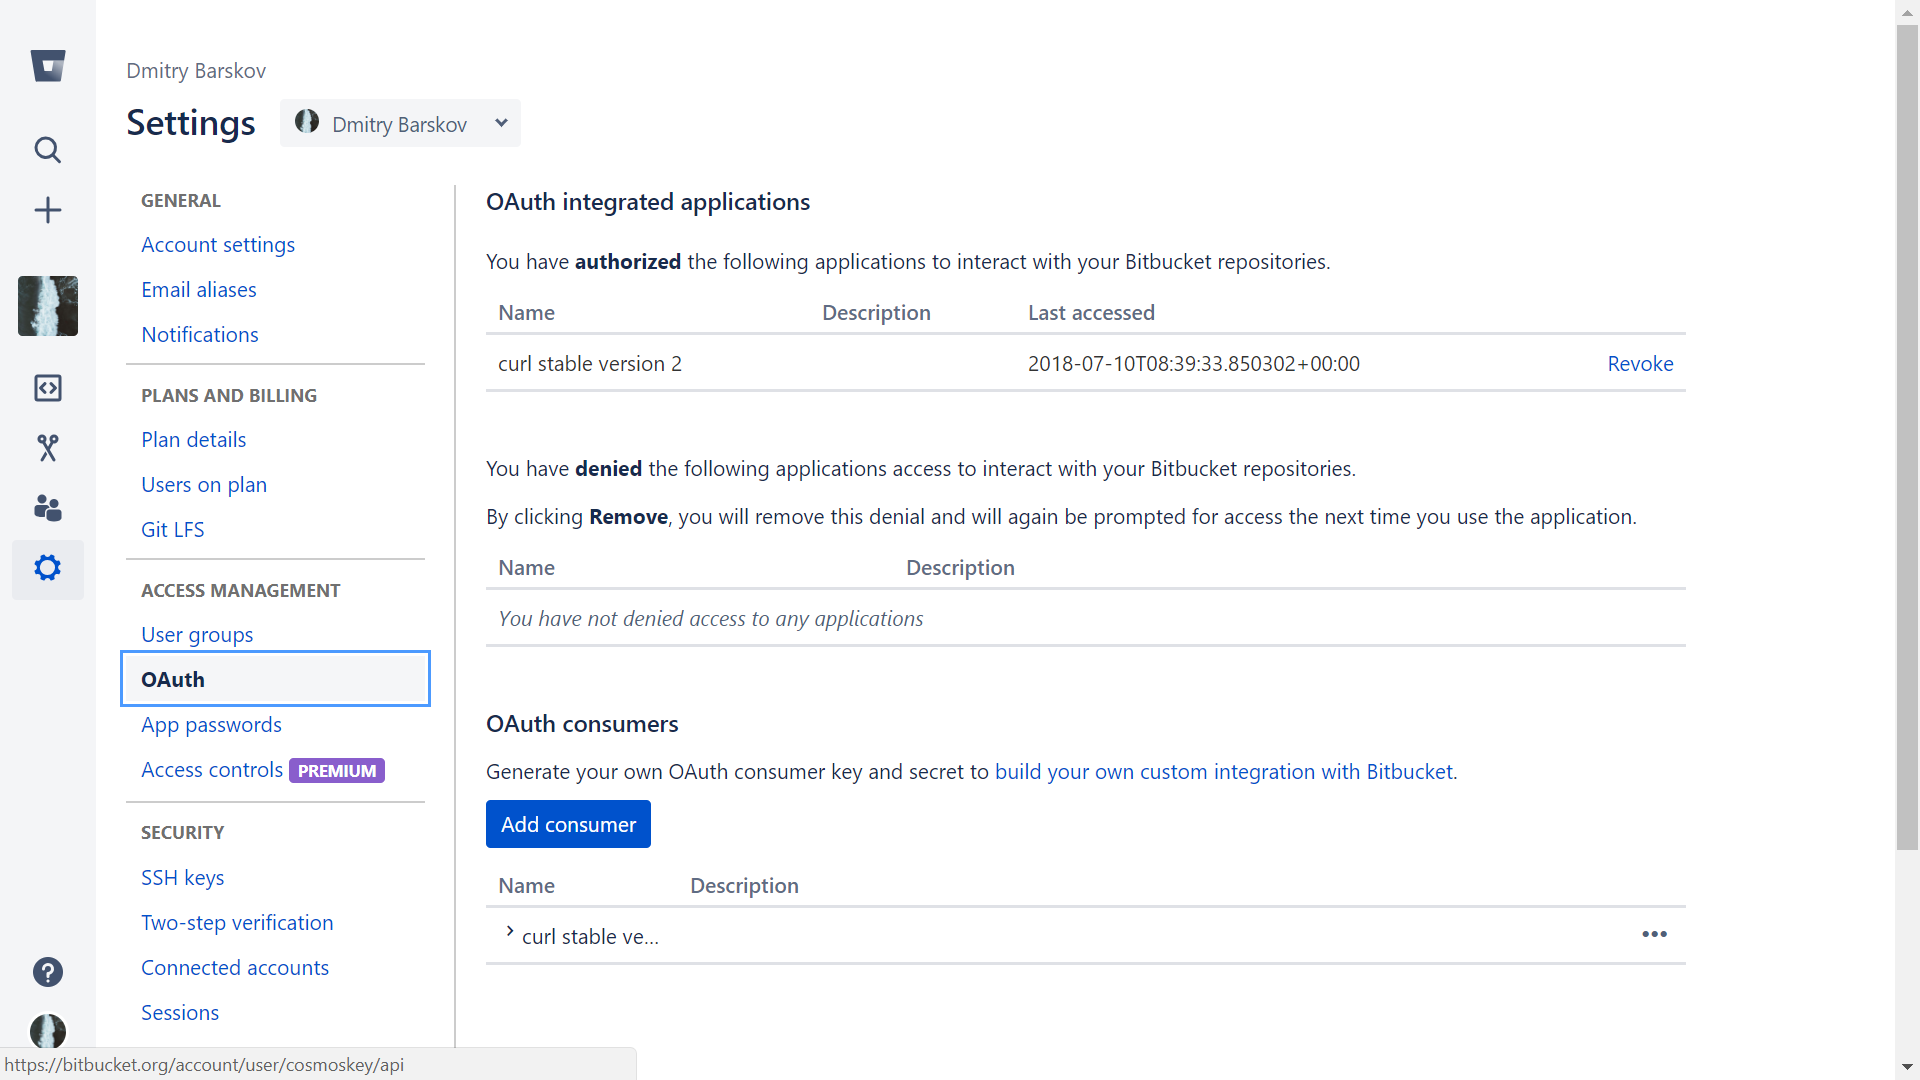 Dmitry Barskov
Settings
Dmitry Barskov
GENERAL
Account settings
Email aliases
Notifications
PLANS AND BILLING
Plan details
Users on plan
Git LFS
ACCESS MANAGEMENT
User groups
OAuth
App passwords
Access controls PREMIUM
SECURITY
SSH keys
Two-step verification
Connected accounts
Sessions
OAuth integrated applications
You have authorized the following applications to interact with your Bitbucket repositories.
Name Description Last accessed
curl stable version 2 2018-07-10T08:39:33.850302+00:00 Revoke
You have denied the following applications access to interact with your Bitbucket repositories.
By clicking Remove, you will remove this denial and will again be prompted for access the next time you use the application.
Name Description
You have not denied access to any applications
OAuth consumers
Generate your own OAuth consumer key and secret to build your own custom integration with Bitbucket.
Add consumer
Name Description
curl stable ve...
https://bitbucket.org/account/user/cosmoskey/api